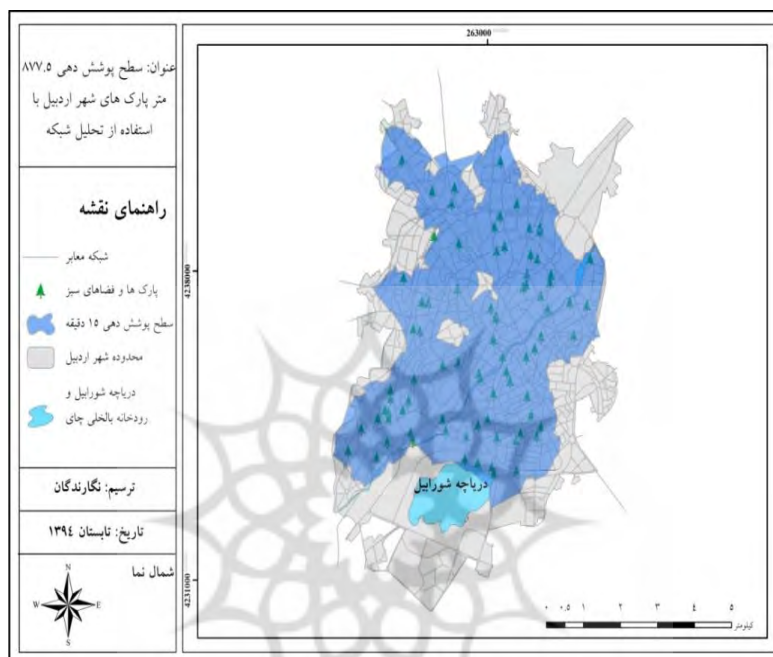 عنوان: سطح پوشش دهی ۸۷۷.۵
متر پارک های شهر اردبیل با
استفاده از تحلیل شبکه
راهنمای نقشه
شبکه معابر
پارک ها و فضاهای سبز
سطح پوشش دهی ۱۵ دقیقه
محدوده شهر اردبیل
دریاچه شورابیل و
رودخانه بالخلی چای
ترسیم: نگارندگان
تاریخ: تابستان ۱۳۹٤
شمال نما
N
W E
S
263000
4238000
4231000
دریاچه شورابیل
۰ ۰.۵ ۱ ۲ ۳ ٤ ۵
کیلومتر